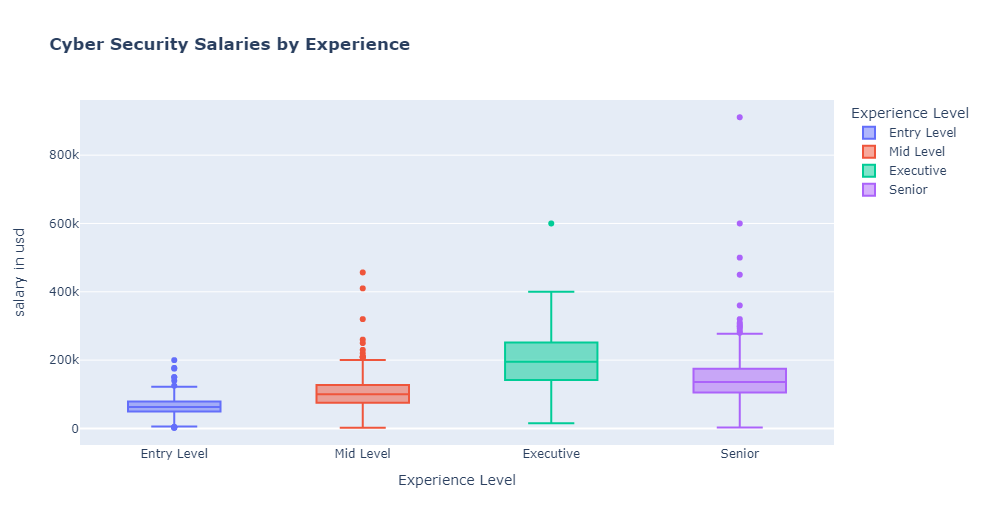 Cyber Security Salaries by Experience
Experience Level
Entry Level
Mid Level
Executive
Senior
salary in usd
800k
600k
400k
200k
0
Entry Level
Mid Level
Executive
Senior
Experience Level